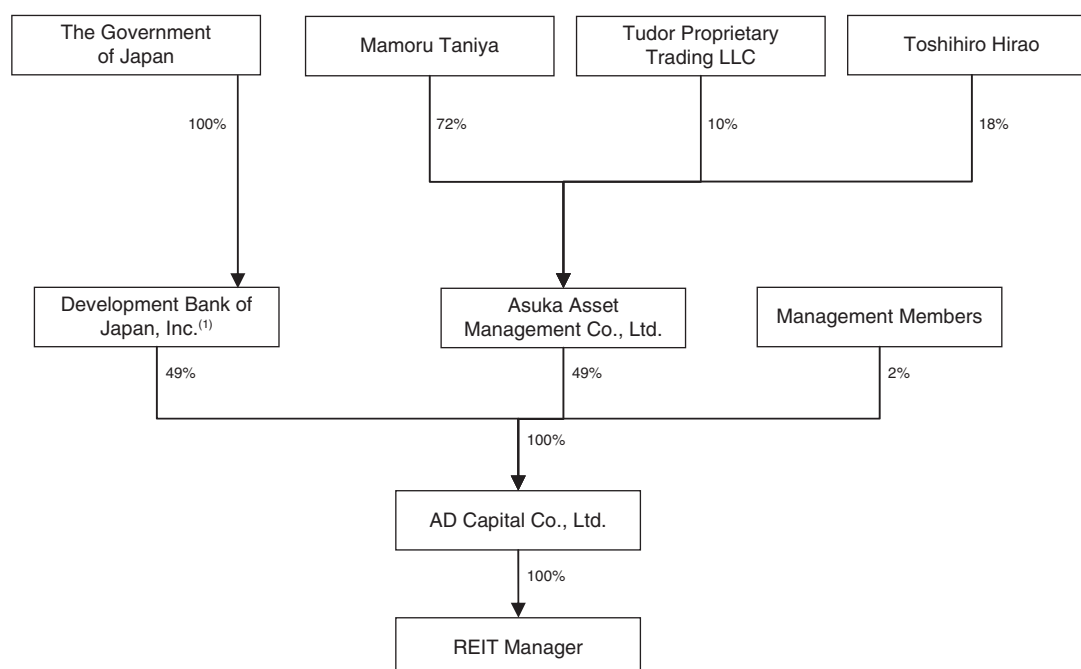 The Government
of Japan
Mamoru Taniya
Tudor Proprietary
Trading LLC
Toshihiro Hirao
100%
72%
10%
18%
Development Bank of
Japan, Inc.(1)
Asuka Asset
Management Co., Ltd.
Management Members
49%
49%
2%
100%
AD Capital Co., Ltd.
100%
REIT Manager